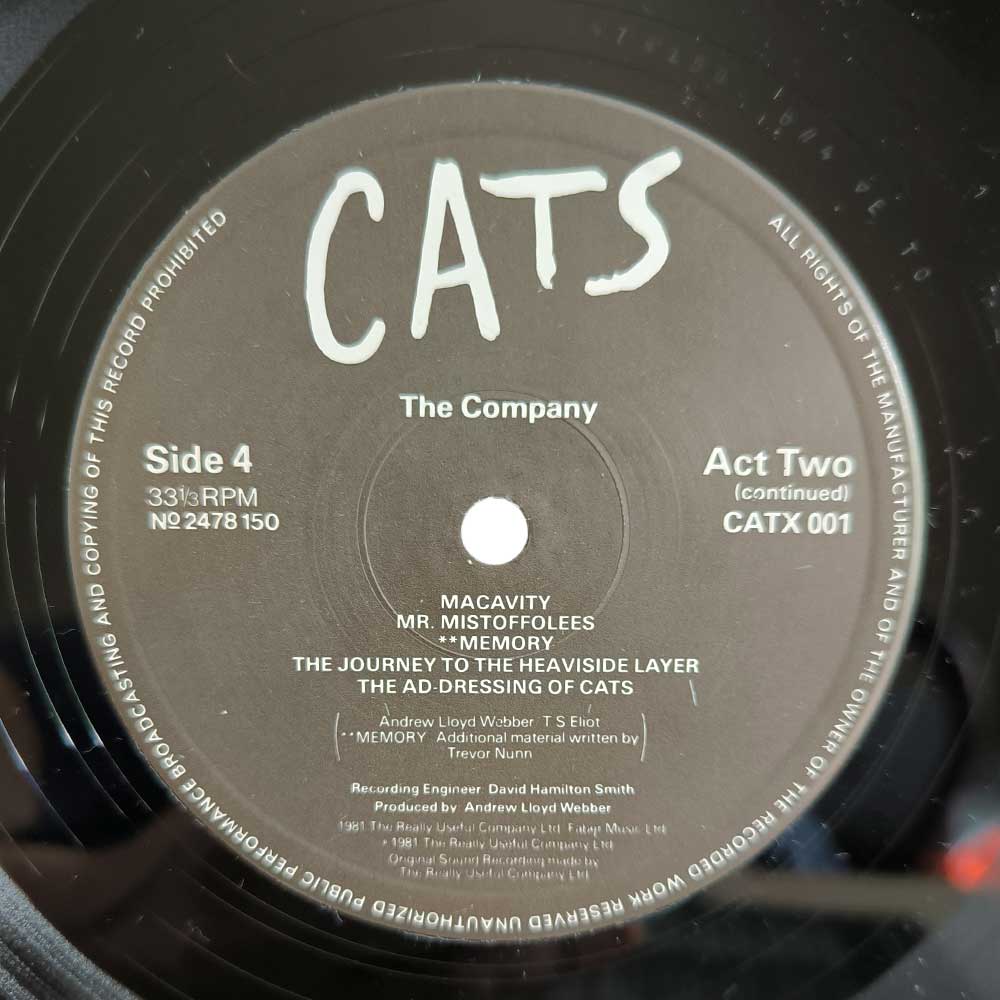 CATS
The Company
Side 4
33⅓ RPM
Nº 2478 150
Act Two
(continued)
CATX 001
MACAVITY
MR. MISTOFFOLEES
**MEMORY
THE JOURNEY TO THE HEAVISIDE LAYER
THE AD-DRESSING OF CATS
Andrew Lloyd Webber T S Eliot
**MEMORY Additional material written by
Trevor Nunn
Recording Engineer: David Hamilton Smith
Produced by: Andrew Lloyd Webber
1981 The Really Useful Company Ltd. Faber Music Ltd
1981 The Really Useful Company Ltd
Original Sound Recording made by
The Really Useful Company Ltd
ALL RIGHTS OF THE MANUFACTURER AND OF THE OWNER OF THE RECORDED WORK RESERVED UNAUTHORIZED PUBLIC PERFORMANCE BROADCASTING AND COPYING OF THIS RECORD PROHIBITED